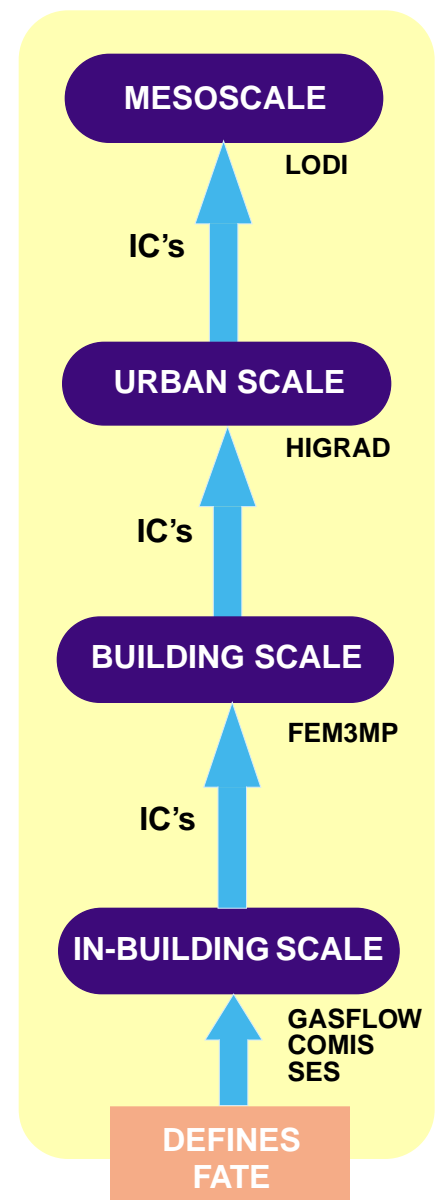 MESOSCALE
LODI
IC’s
URBAN SCALE
HIGRAD
IC’s
BUILDING SCALE
FEM3MP
IC’s
IN-BUILDING SCALE
GASFLOW
COMIS
SES
DEFINES
FATE